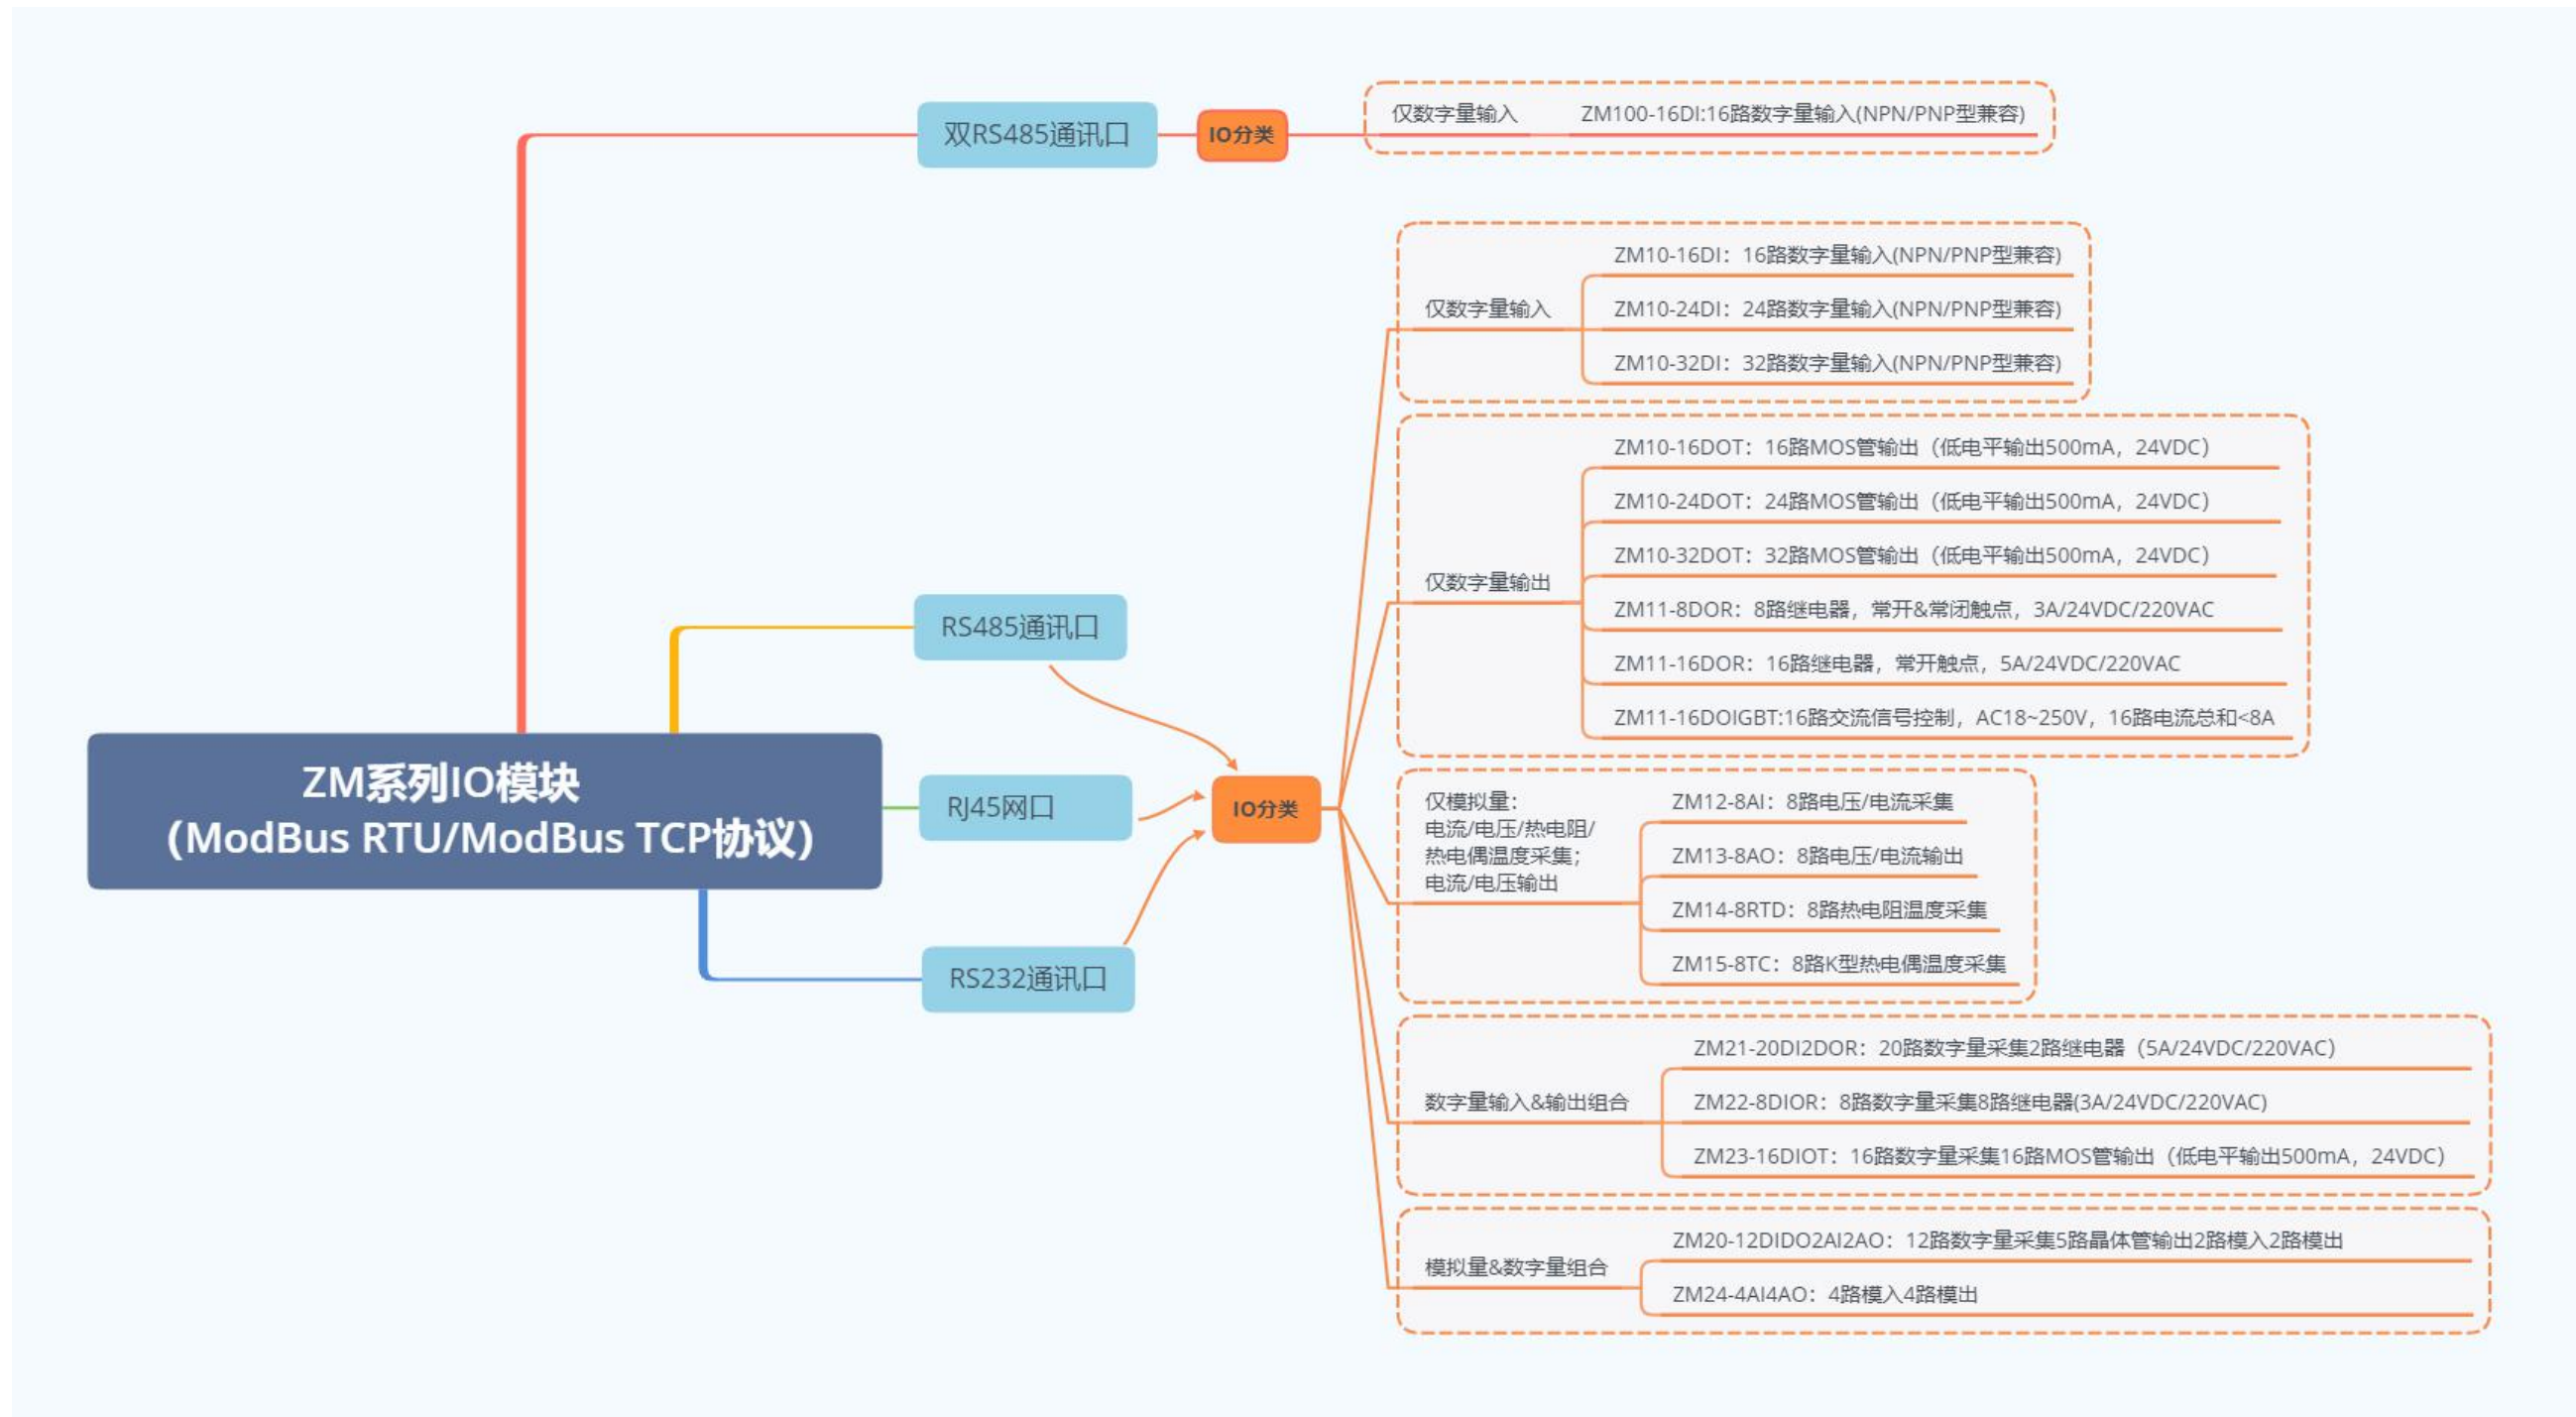 ZM系列IO模块
（ModBus RTU/ModBus TCP协议）
双RS485通讯口
IO分类
仅数字量输入
ZM100-16DI:16路数字量输入(NPN/PNP型兼容)
RS485通讯口
RJ45网口
RS232通讯口
IO分类
仅数字量输入
ZM10-16DI：16路数字量输入(NPN/PNP型兼容)
ZM10-24DI：24路数字量输入(NPN/PNP型兼容)
ZM10-32DI：32路数字量输入(NPN/PNP型兼容)
仅数字量输出
ZM10-16DOT：16路MOS管输出（低电平输出500mA，24VDC）
ZM10-24DOT：24路MOS管输出（低电平输出500mA，24VDC）
ZM10-32DOT：32路MOS管输出（低电平输出500mA，24VDC）
ZM11-8DOR：8路继电器，常开&常闭触点，3A/24VDC/220VAC
ZM11-16DOR：16路继电器，常开触点，5A/24VDC/220VAC
ZM11-16DOIGBT:16路交流信号控制，AC18~250V，16路电流总和<8A
仅模拟量：
电流/电压/热电阻/
热电偶温度采集；
电流/电压输出
ZM12-8AI：8路电压/电流采集
ZM13-8AO：8路电压/电流输出
ZM14-8RTD：8路热电阻温度采集
ZM15-8TC：8路K型热电偶温度采集
数字量输入&输出组合
ZM21-20DI2DOR：20路数字量采集2路继电器（5A/24VDC/220VAC）
ZM22-8DIOR：8路数字量采集8路继电器(3A/24VDC/220VAC)
ZM23-16DIOT：16路数字量采集16路MOS管输出（低电平输出500mA，24VDC）
模拟量&数字量组合
ZM20-12DIDO2AI2AO：12路数字量采集5路晶体管输出2路模入2路模出
ZM24-4AI4AO：4路模入4路模出